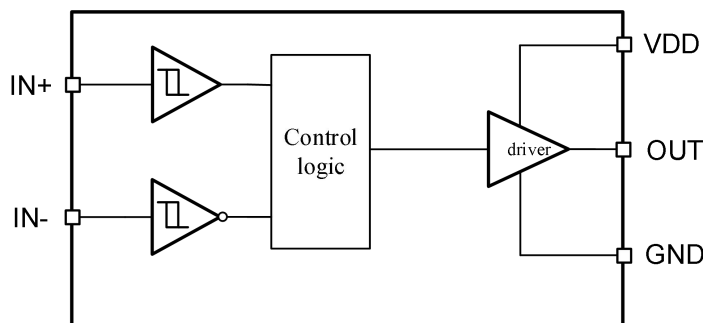 IN+
IN-
Control
logic
driver
VDD
OUT
GND